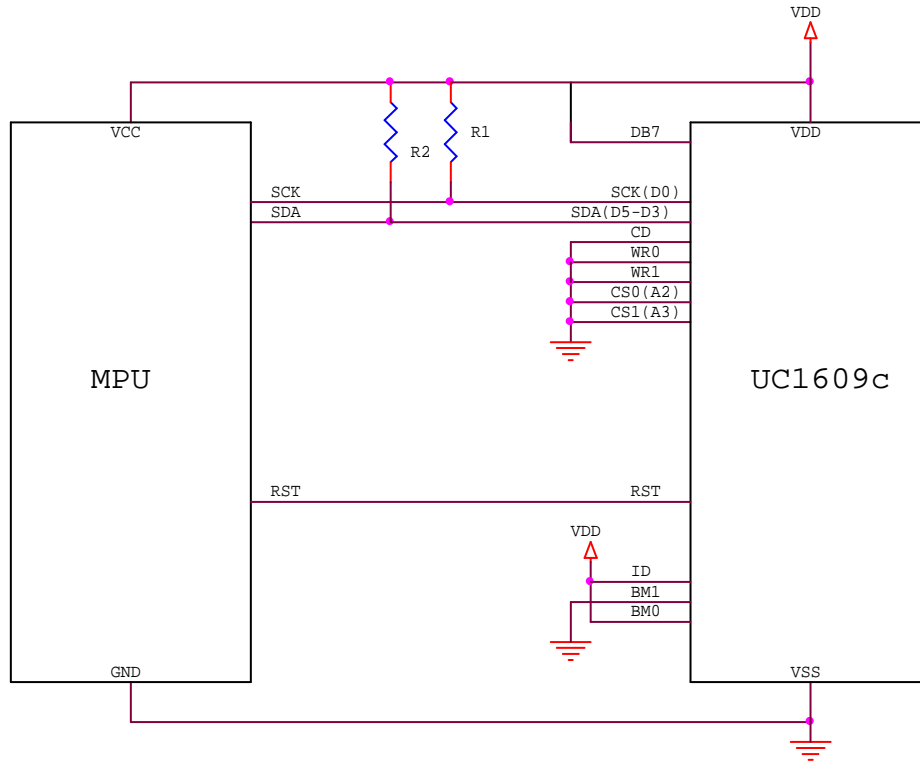 VDD
VCC
VDD
R1
DB7
R2
SCK
SCK(D0)
SDA
SDA(D5-D3)
CD
WR0
WR1
CS0(A2)
CS1(A3)
MPU
UC1609c
RST
RST
VDD
ID
BM1
BM0
GND
VSS